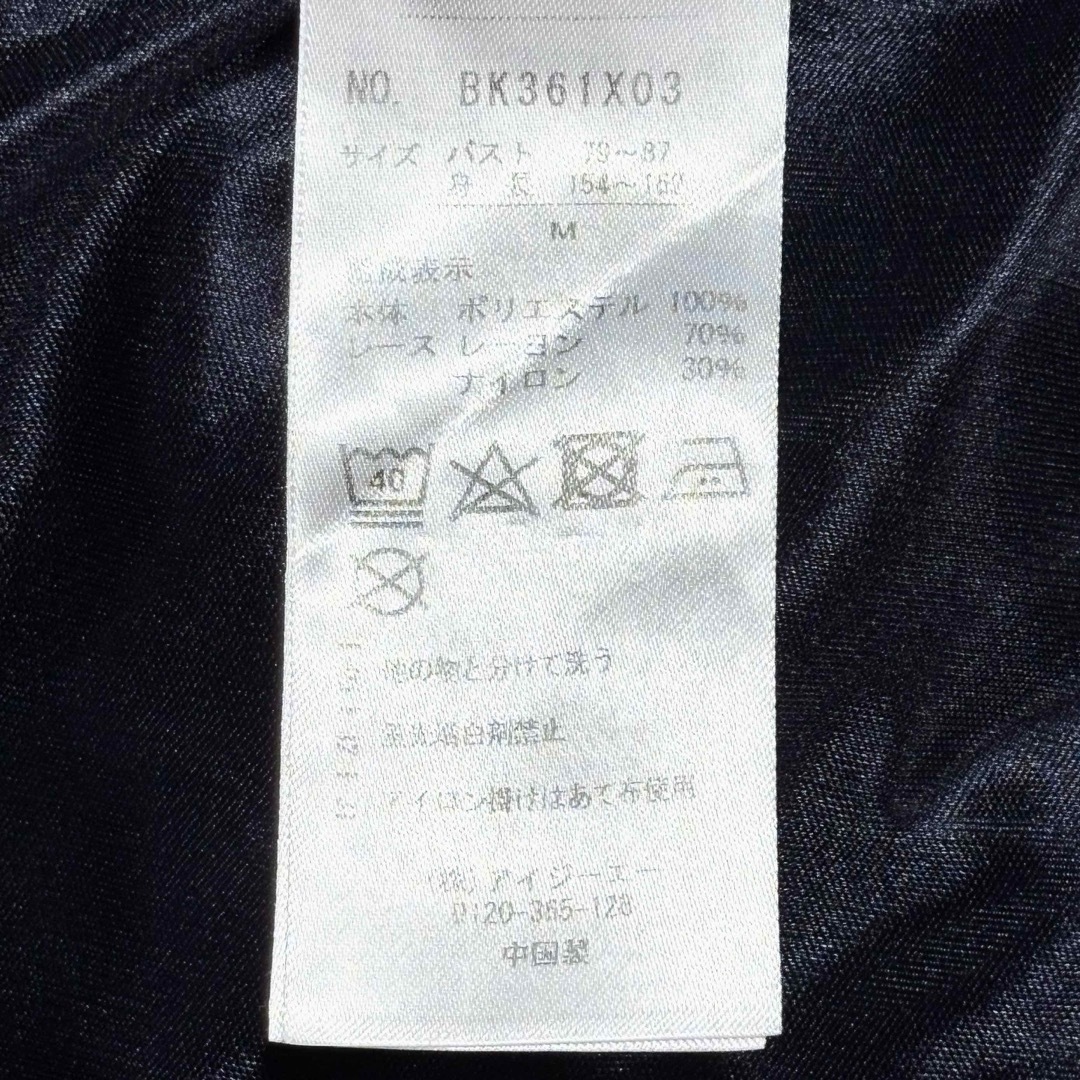 NO. BK361X03
サイズ バスト 79〜87
身長 154〜162
M
組成表示
本体 ポリエステル 100%
レース レーヨン 70%
ナイロン 30%
40
他の物と分けて洗う
蛍光増白剤禁止
アイロン掛けはあて布使用
(株)アイジーエー
0120-365-128
中国製